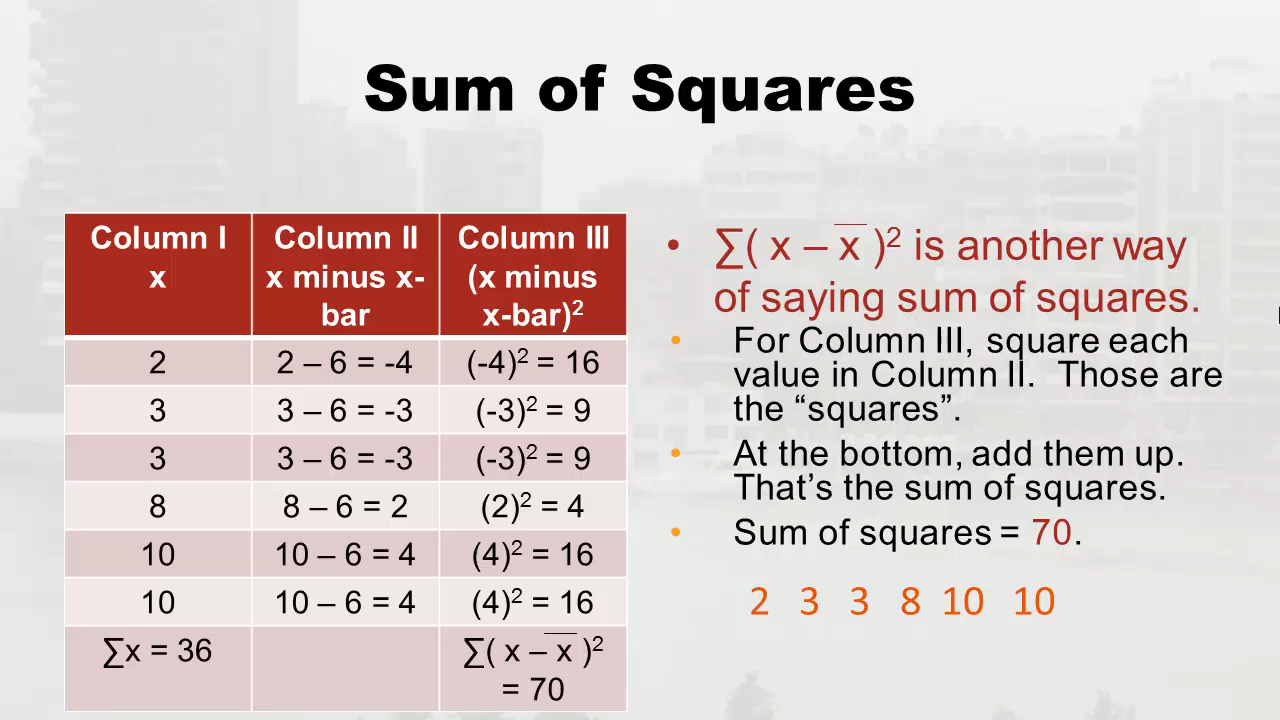 Sum of Squares
Column I
x
Column II
x minus x-
bar
Column III
(x minus
x-bar)²
2
2 – 6 = -4
(-4)² = 16
3
3 – 6 = -3
(-3)² = 9
3
3 – 6 = -3
(-3)² = 9
8
8 – 6 = 2
(2)² = 4
10
10 – 6 = 4
(4)² = 16
10
10 – 6 = 4
(4)² = 16
∑x = 36
∑( x – x̅ )²
= 70
• ∑( x – x̅ )² is another way
of saying sum of squares.
• For Column III, square each
value in Column II. Those are
the “squares”.
• At the bottom, add them up.
That’s the sum of squares.
• Sum of squares = 70.
2 3 3 8 10 10